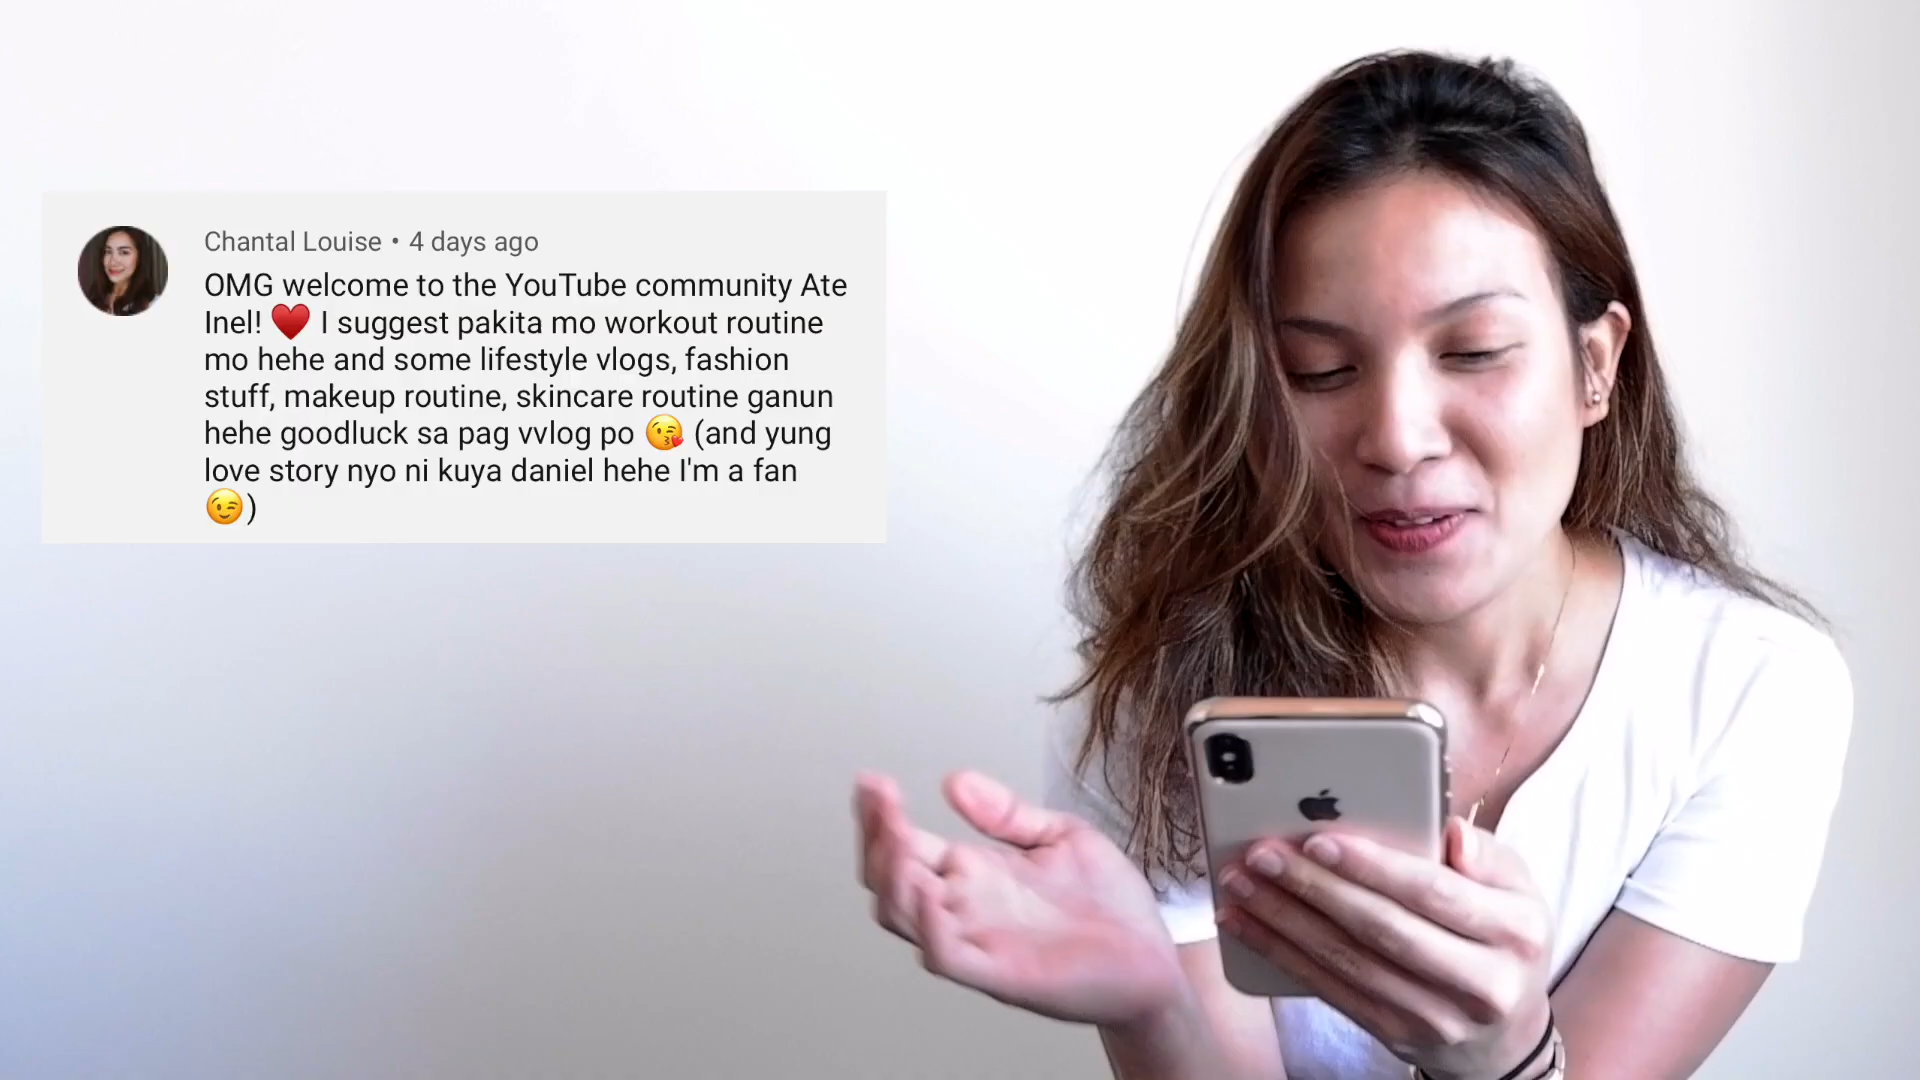 Chantal Louise • 4 days ago
OMG welcome to the YouTube community Ate
Inel! ❤️ I suggest pakita mo workout routine
mo hehe and some lifestyle vlogs, fashion
stuff, makeup routine, skincare routine ganun
hehe goodluck sa pag vvlog po 😘 (and yung
love story nyo ni kuya daniel hehe I'm a fan
😉)